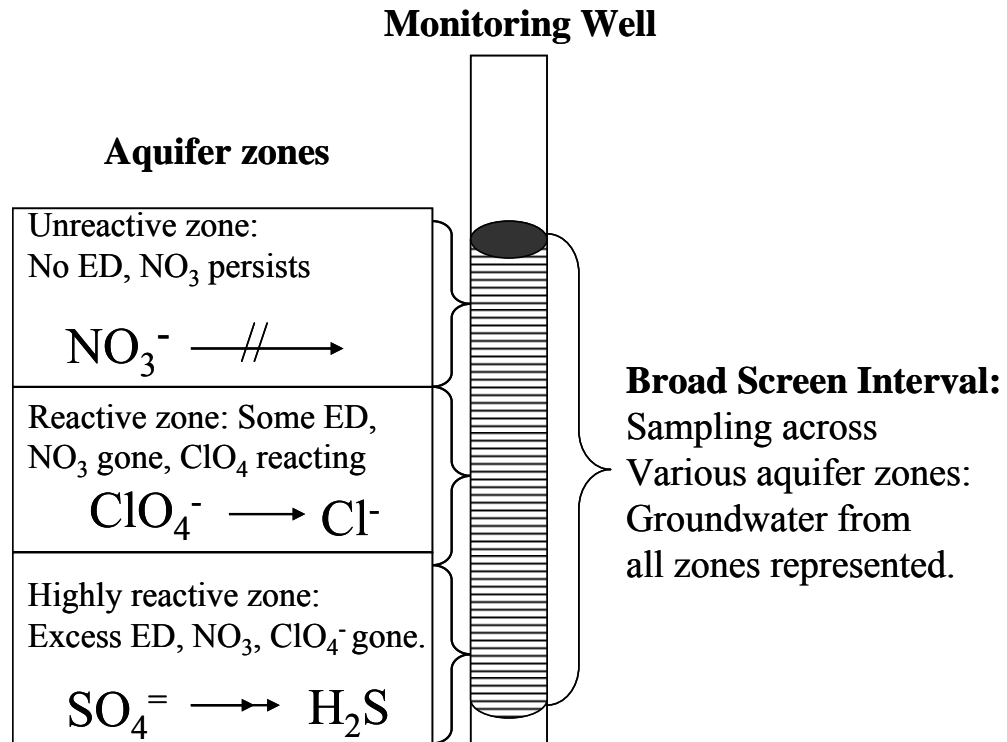 Monitoring Well
Aquifer zones
Unreactive zone:
No ED, NO₃ persists
NO₃⁻
Reactive zone: Some ED,
NO₃ gone, ClO₄ reacting
ClO₄⁻ → Cl⁻
Highly reactive zone:
Excess ED, NO₃, ClO₄⁻ gone.
SO₄⁼ → H₂S
Broad Screen Interval:
Sampling across
Various aquifer zones:
Groundwater from
all zones represented.